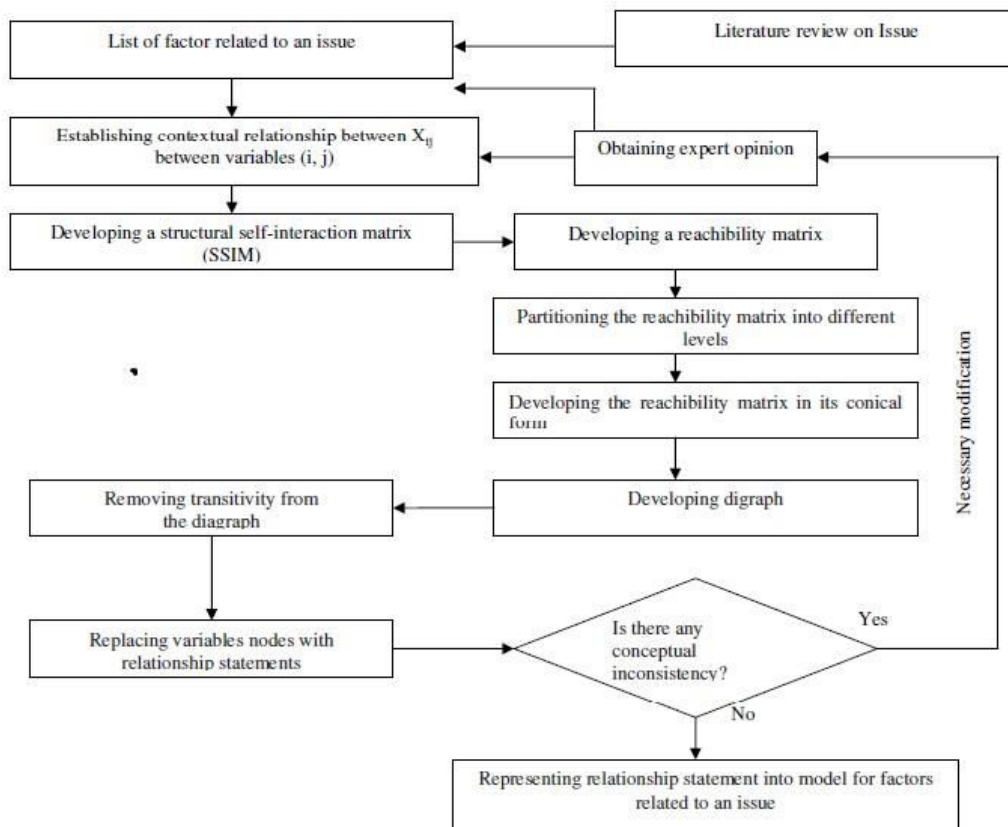 List of factor related to an issue
Literature review on Issue
Establishing contextual relationship between Xij
between variables (i, j)
Obtaining expert opinion
Developing a structural self-interaction matrix
(SSIM)
Developing a reachibility matrix
Partitioning the reachibility matrix into different
levels
Developing the reachibility matrix in its conical
form
Necessary modification
Removing transitivity from
the diagraph
Developing digraph
Replacing variables nodes with
relationship statements
Is there any
conceptual
inconsistency?
Yes
No
Representing relationship statement into model for factors
related to an issue